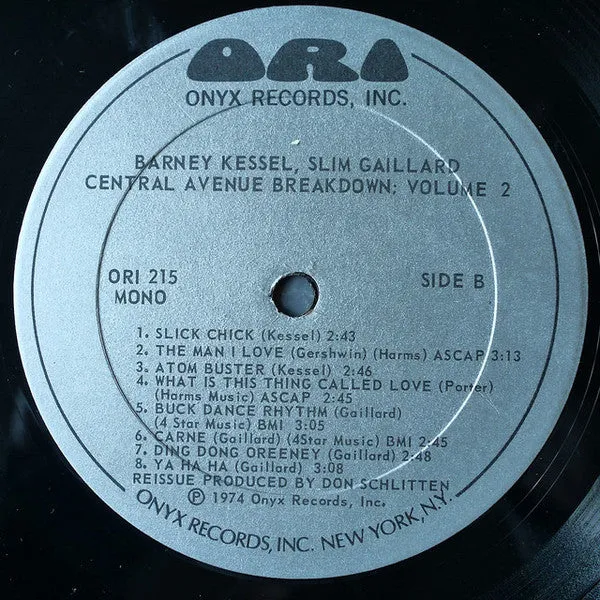 ORI
ONYX RECORDS, INC.
BARNEY KESSEL, SLIM GAILLARD
CENTRAL AVENUE BREAKDOWN: VOLUME 2
ORI 215
MONO
SIDE B
1. SLICK CHICK (Kessel) 2:43
2. THE MAN I LOVE (Gershwin) (Harms) ASCAP 3:13
3. ATOM BUSTER (Kessel) 2:46
4. WHAT IS THIS THING CALLED LOVE (Porter)
(Harms Music) ASCAP 2:45
5. BUCK DANCE RHYTHM (Gaillard)
(4 Star Music) BMI 3:05
6. CARNE (Gaillard) (4Star Music) BMI 2:45
7. DING DONG OREENEY (Gaillard) 2:48
8. YA HA HA (Gaillard) 3:08
REISSUE PRODUCED BY DON SCHLITTEN
℗ 1974 Onyx Records, Inc.
ONYX RECORDS, INC. NEW YORK, N.Y.